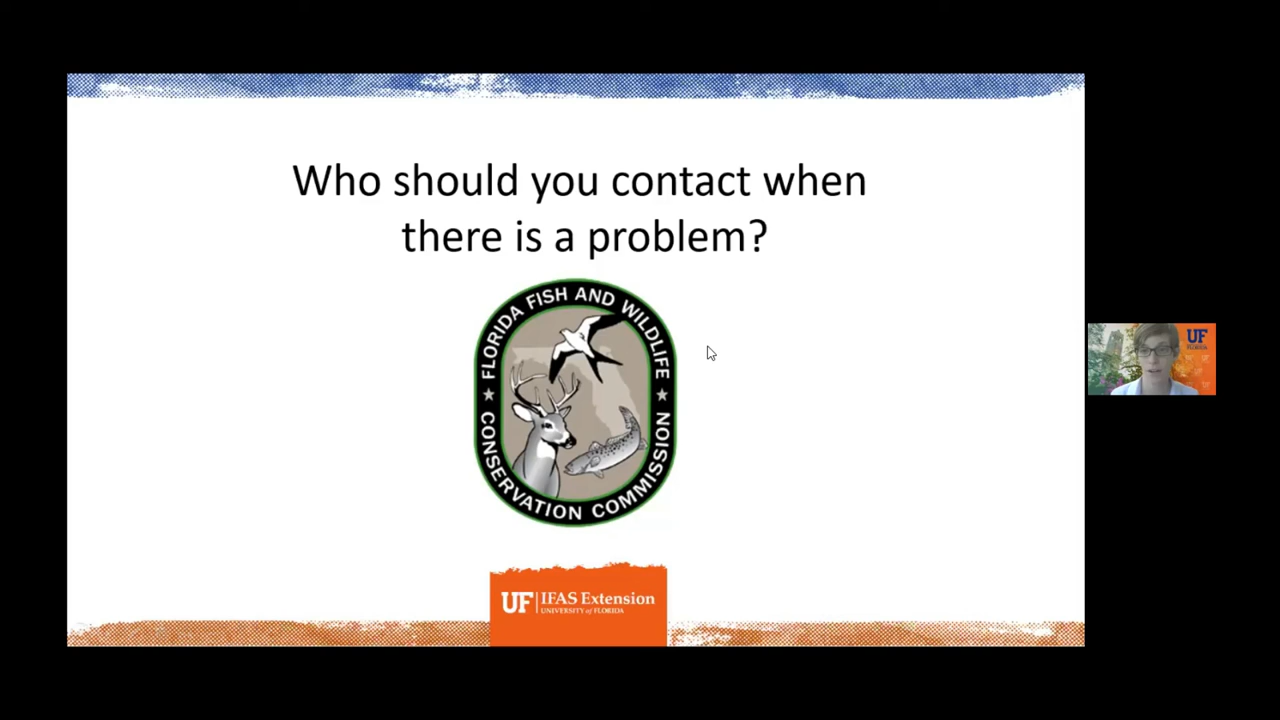 Who should you contact when
there is a problem?
FLORIDA FISH AND WILDLIFE
CONSERVATION COMMISSION
UF | IFAS Extension
UNIVERSITY of FLORIDA
UF
FLORIDA